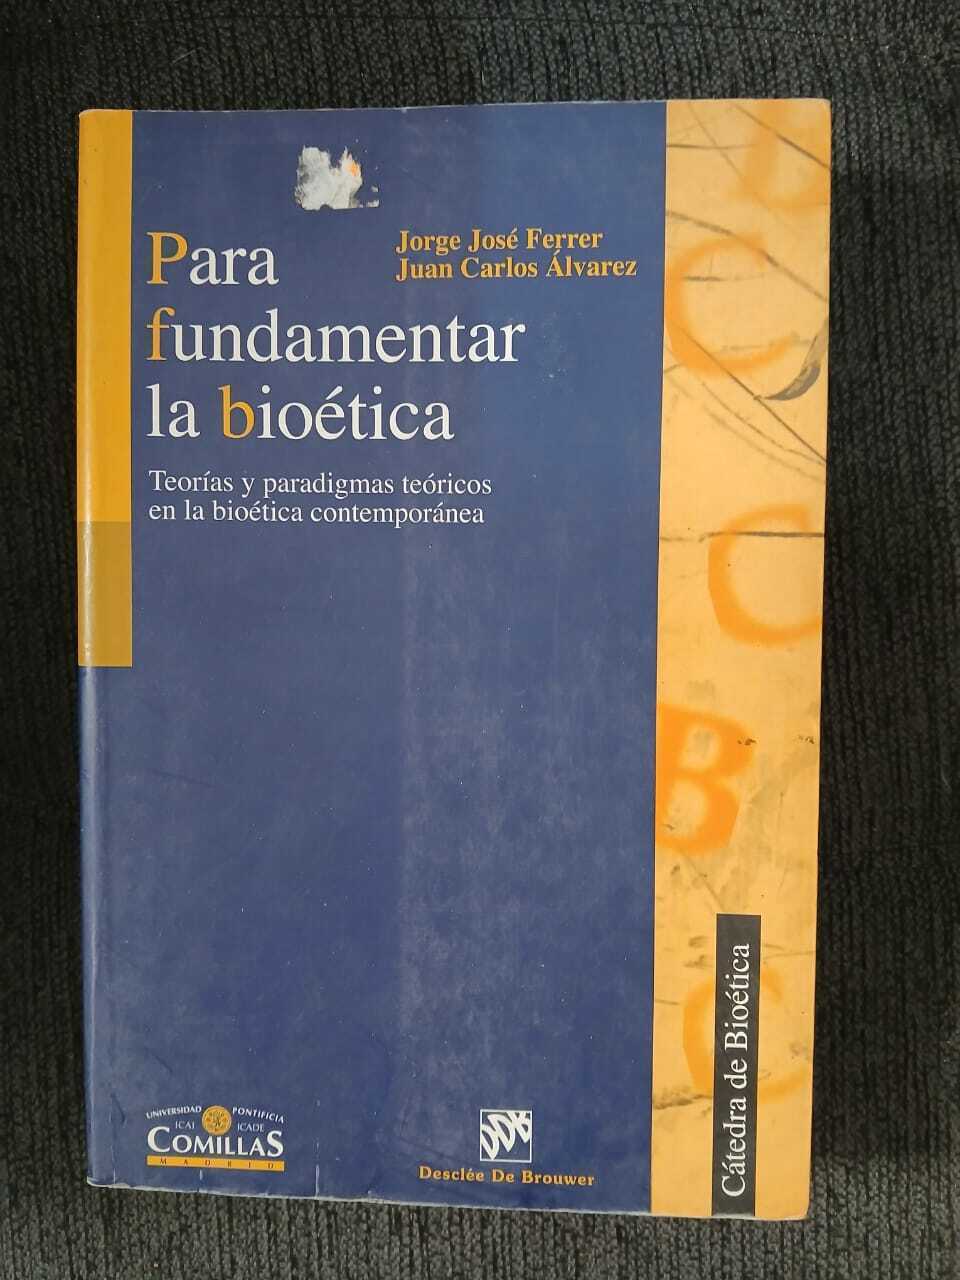 Jorge José Ferrer
Juan Carlos Álvarez
Para
fundamentar
la bioética
Teorías y paradigmas teóricos
en la bioética contemporánea
C
C
B
C
Cátedra de Bioética
UNIVERSIDAD PONTIFICIA
ICAI ICADE
COMILLAS
MADRID
DDB
Desclée De Brouwer